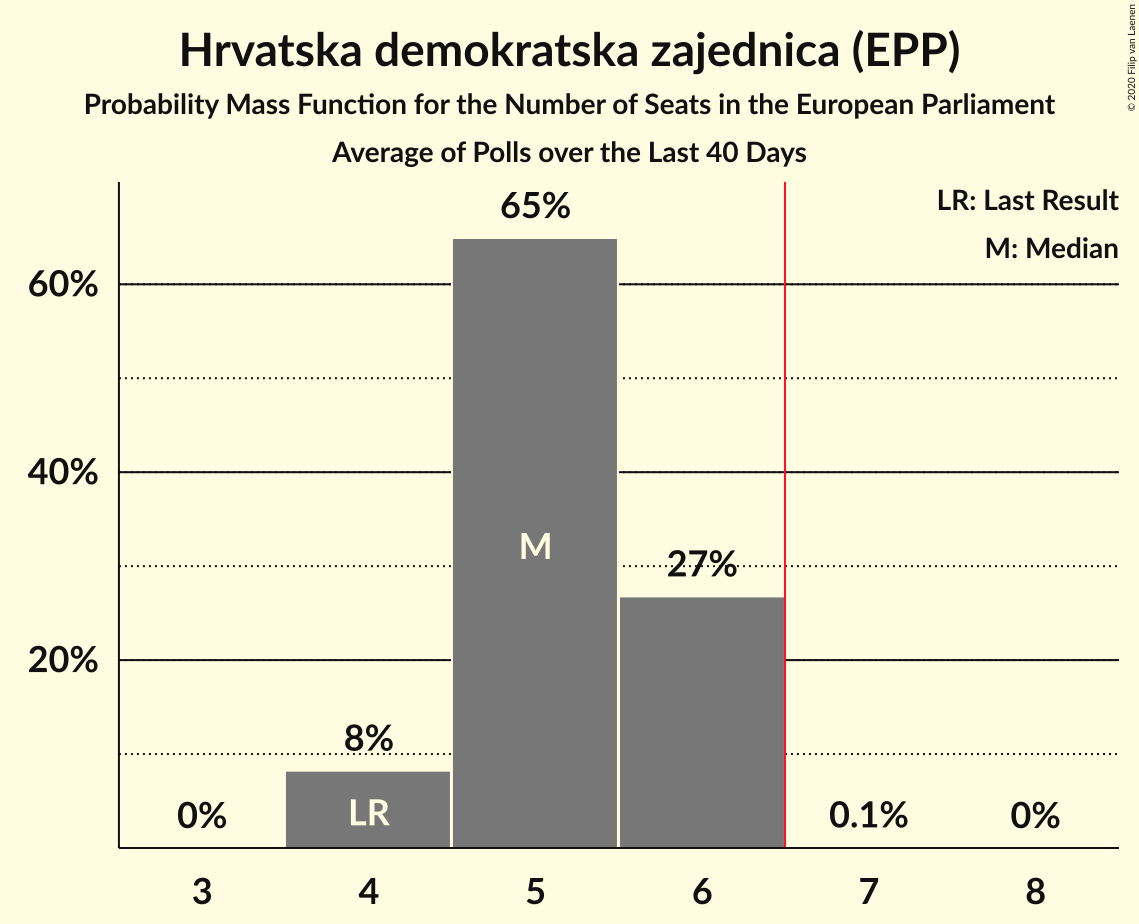 Hrvatska demokratska zajednica (EPP)
Probability Mass Function for the Number of Seats in the European Parliament
Average of Polls over the Last 40 Days
© 2020 Filip van Laenen
LR: Last Result
M: Median
65%
60%
40%
M
27%
20%
8%
LR
0%
0.1%
0%
3 4 5 6 7 8